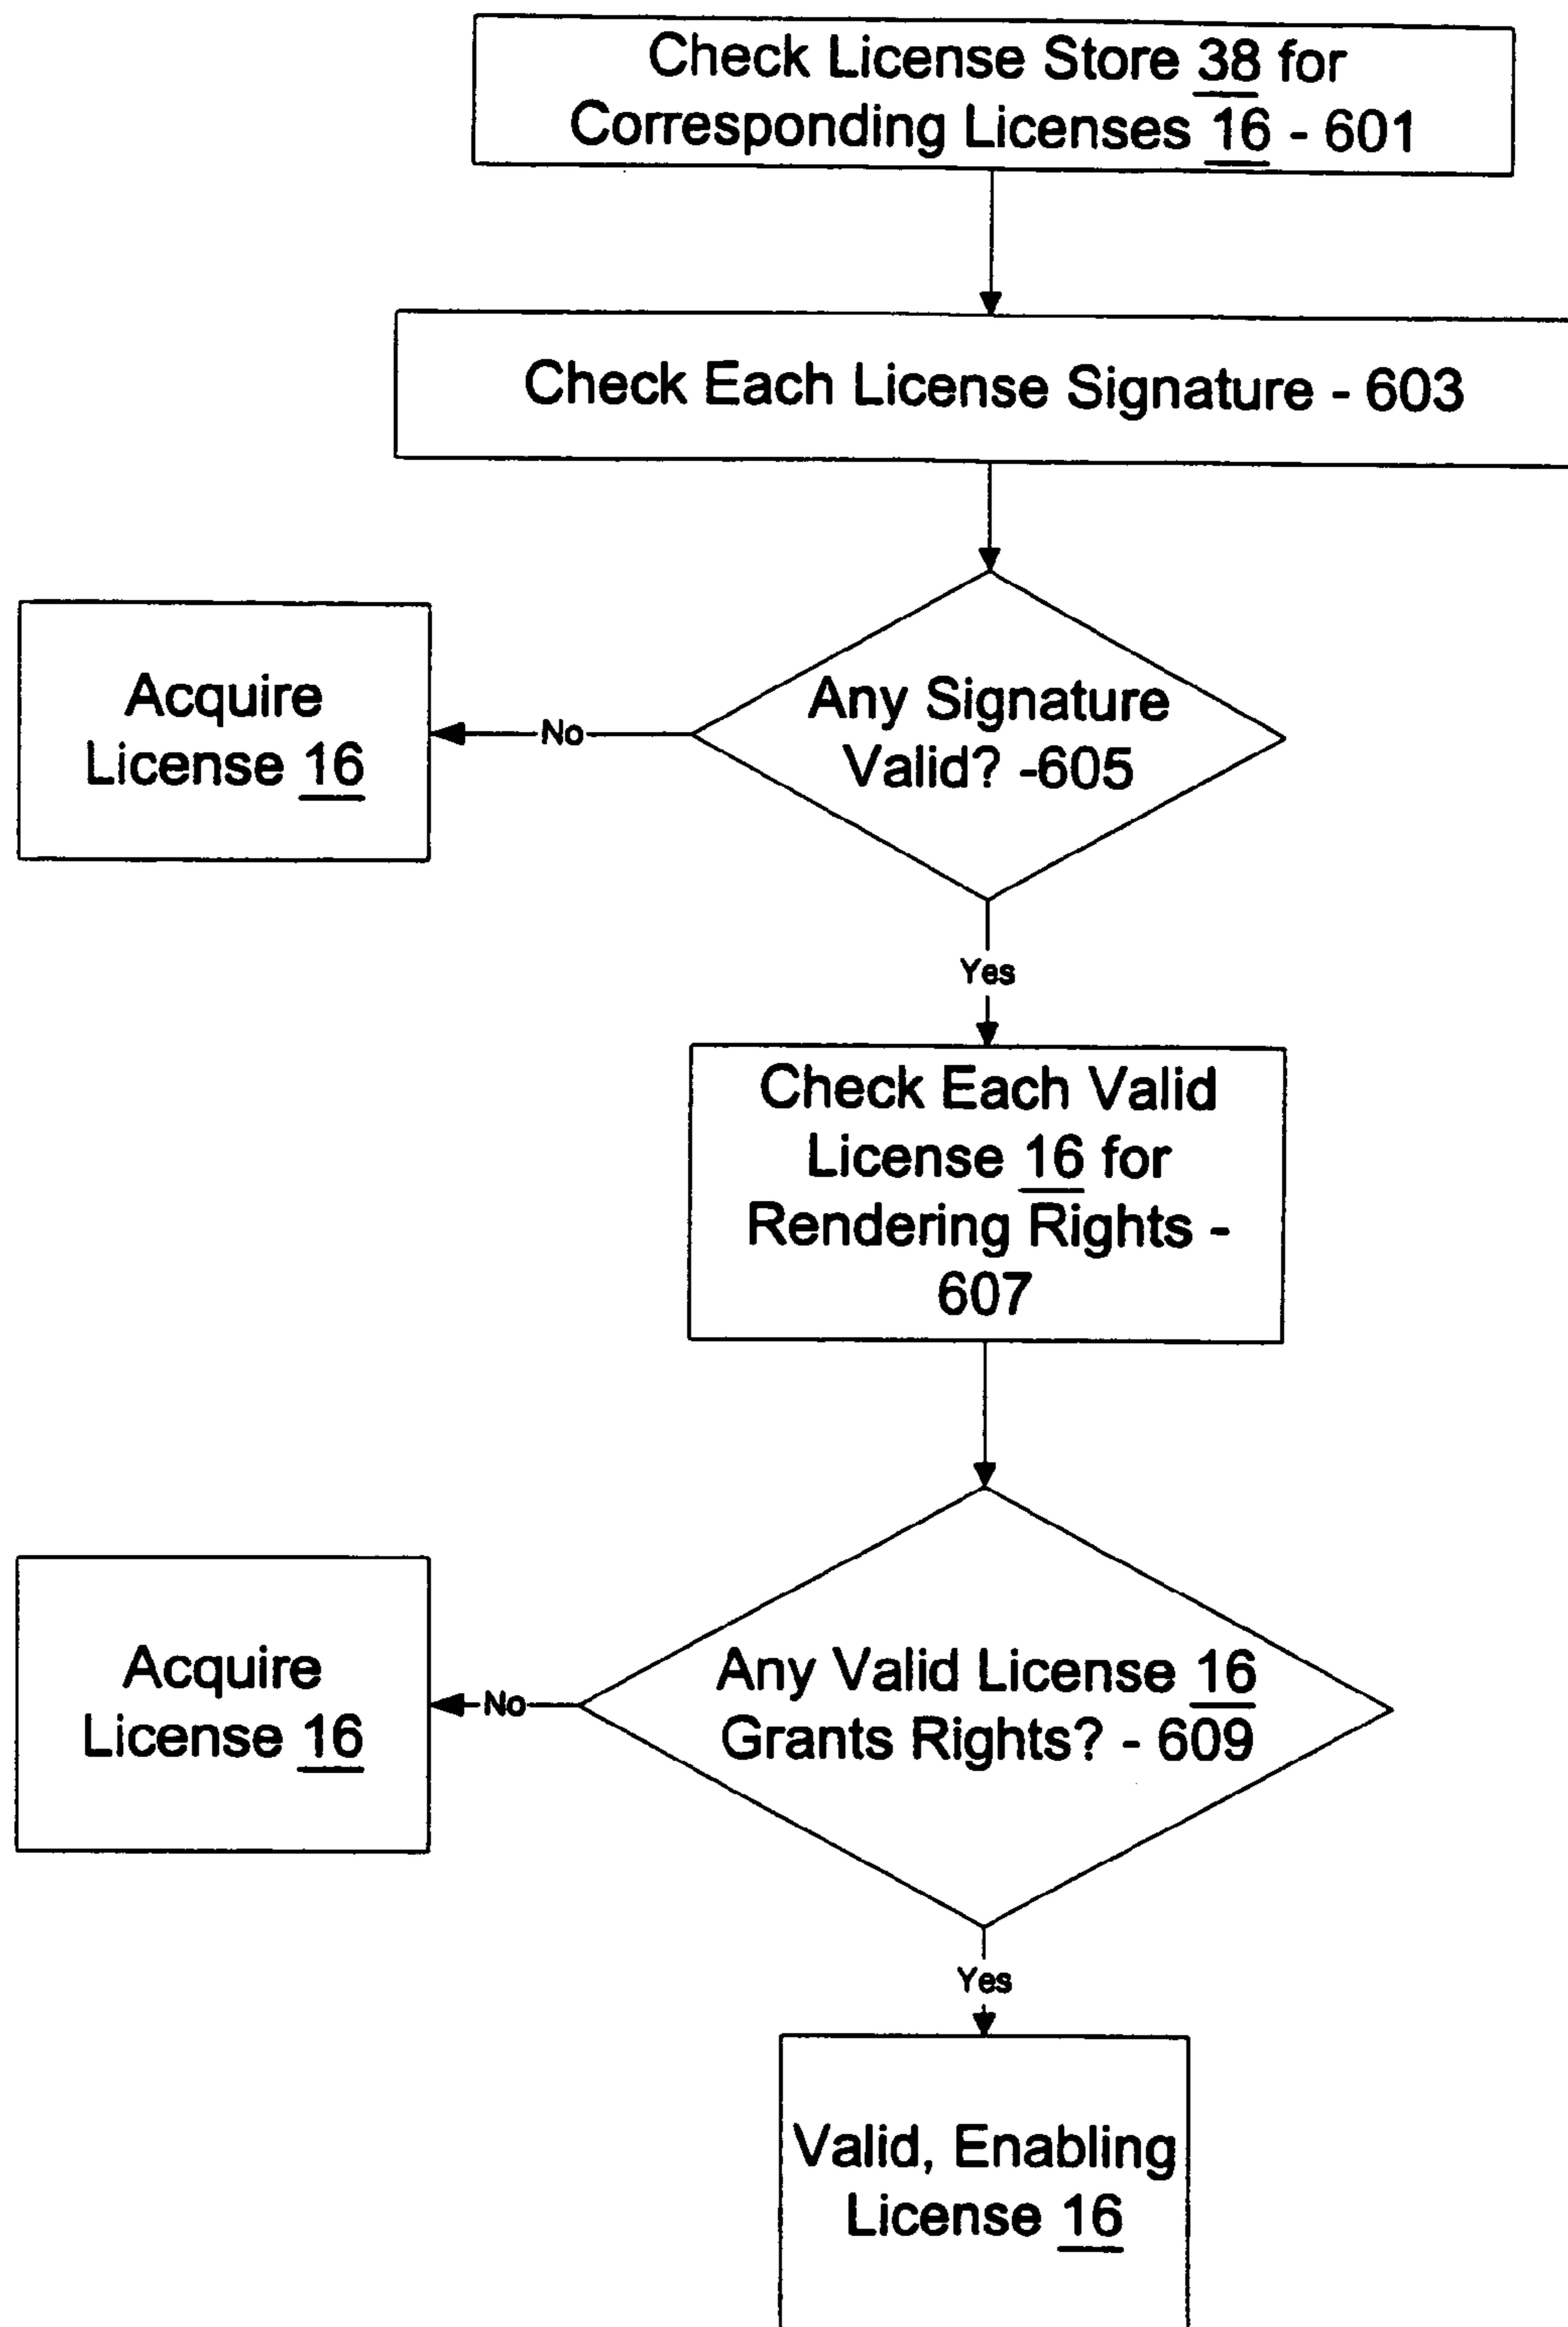 Check License Store 38 for
Corresponding Licenses 16 - 601
Check Each License Signature - 603
Any Signature
Valid? -605
No
Acquire
License 16
Yes
Check Each Valid
License 16 for
Rendering Rights -
607
Any Valid License 16
Grants Rights? - 609
No
Acquire
License 16
Yes
Valid, Enabling
License 16